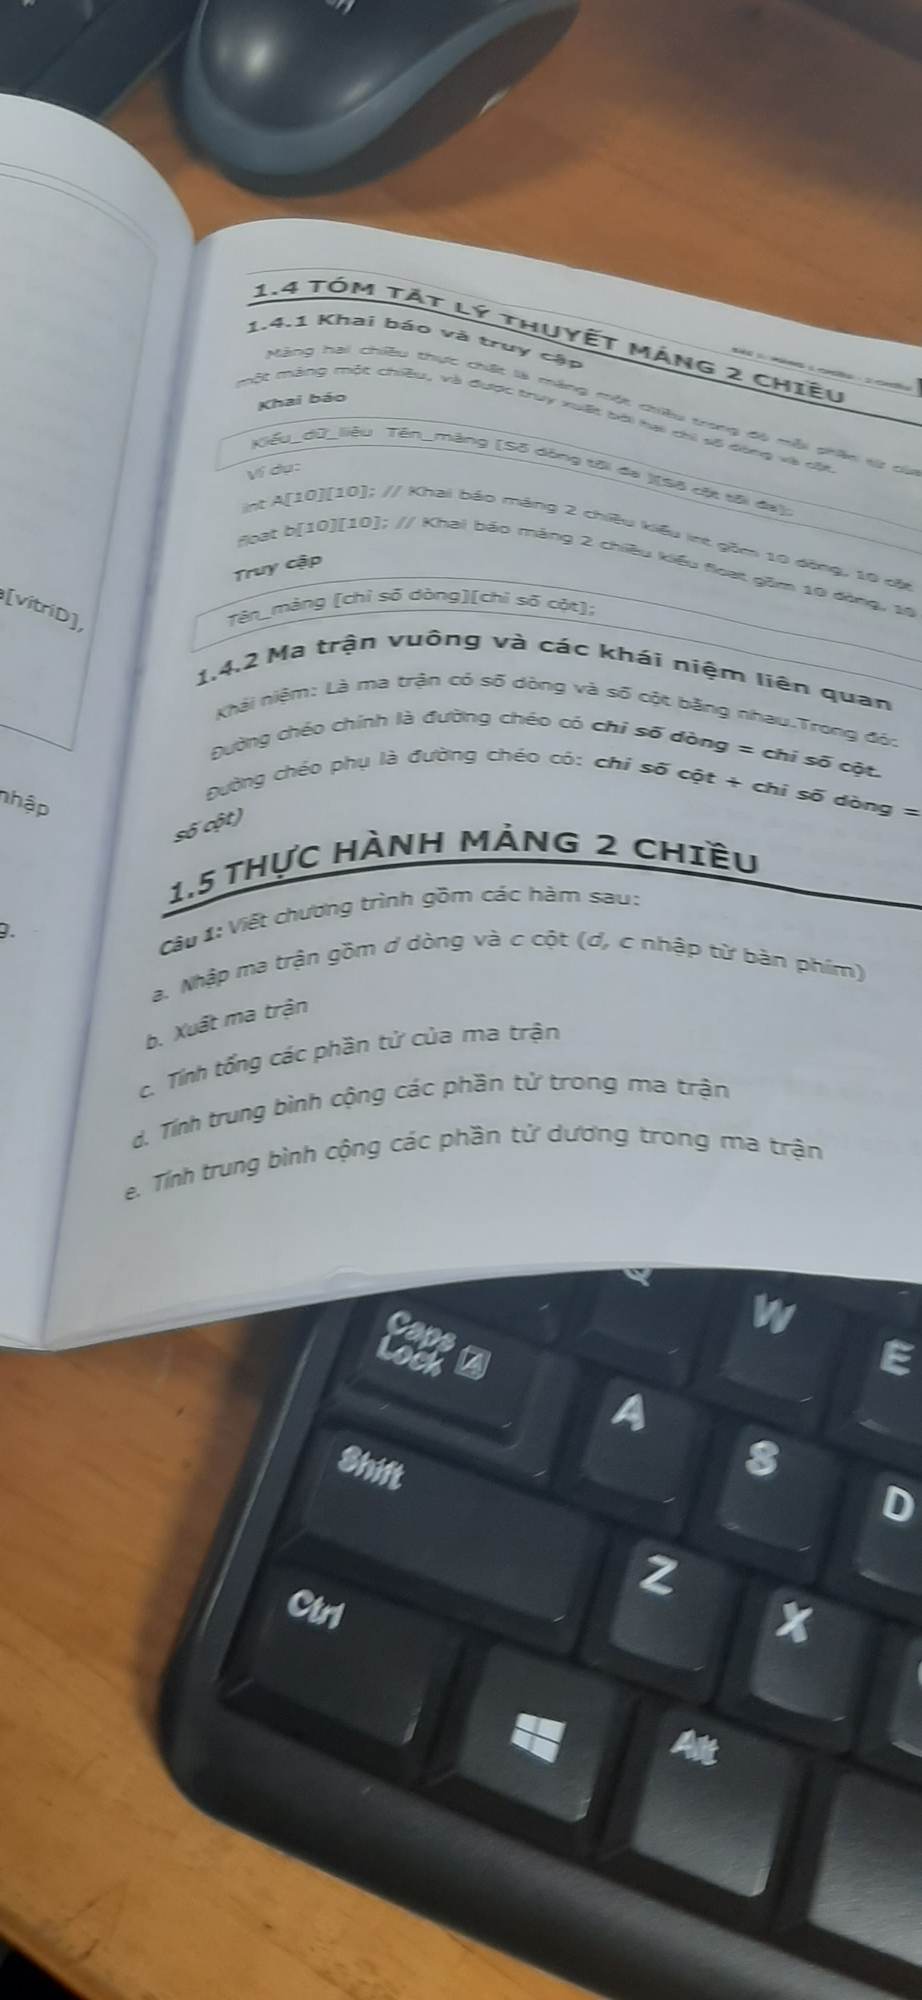 1.4 TÓM TẮT LÝ THUYẾT MẢNG 2 CHIỀU
1.4.1 Khai báo và truy cập
Mảng hai chiều thực chất là mảng một chiều trong đó mỗi phần tử của
một mảng một chiều, và được truy xuất bởi hai chỉ số dòng và cột.
Khai báo
Kiểu_dữ_liệu Tên_mảng [Số dòng tối đa ][Số cột tối đa];
Ví dụ:
int A[10][10]; // Khai báo mảng 2 chiều kiểu int gồm 10 dòng, 10 cột
float b[10][10]; // Khai báo mảng 2 chiều kiểu float gồm 10 dòng, 10
Truy cập
Tên_mảng [chỉ số dòng][chỉ số cột];
1.4.2 Ma trận vuông và các khái niệm liên quan
Khái niệm: Là ma trận có số dòng và số cột bằng nhau.Trong đó:
Đường chéo chính là đường chéo có chỉ số dòng = chỉ số cột.
Đường chéo phụ là đường chéo có: chỉ số cột + chỉ số dòng =
số cột)
1.5 THỰC HÀNH MẢNG 2 CHIỀU
Câu 1: Viết chương trình gồm các hàm sau:
a. Nhập ma trận gồm d dòng và c cột (d, c nhập từ bàn phím)
b. Xuất ma trận
c. Tính tổng các phần tử của ma trận
d. Tính trung bình cộng các phần tử trong ma trận
e. Tính trung bình cộng các phần tử dương trong ma trận
[vitriD],
nhập
Q
W
E
Caps
Lock A
A
S
D
Shift
Z
X
Ctrl
Alt